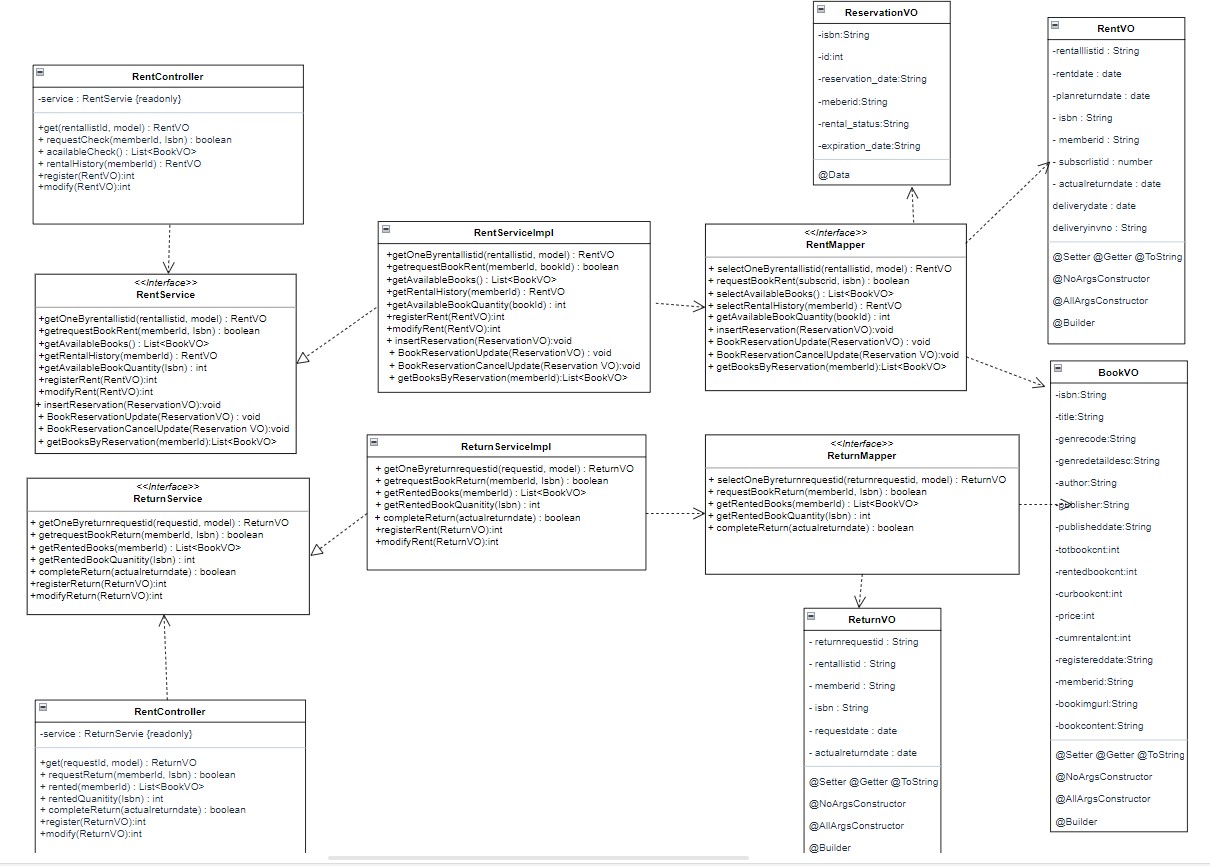 RentController
-service : RentServie {readonly}
+get(rentallistId, model) : RentVO
+ requestCheck(memberId, Isbn) : boolean
+ acailableCheck() : List<BookVO>
+ rentalHistory(memberId) : RentVO
+register(RentVO):int
+modify(RentVO):int
<<Interface>>
RentService
+getOneByrentallistid(rentallistid, model) : RentVO
+getrequestBookRent(memberId, Isbn) : boolean
+getAvailableBooks() : List<BookVO>
+getRentalHistory(memberId) : RentVO
+getAvailableBookQuantity(Isbn) : int
+registerRent(RentVO):int
+modifyRent(RentVO):int
+ insertReservation(ReservationVO):void
+ BookReservationUpdate(ReservationVO) : void
+ BookReservationCancelUpdate(Reservation VO):void
+ getBooksByReservation(memberId):List<BookVO>
<<Interface>>
ReturnService
+ getOneByreturnrequestid(requestid, model) : ReturnVO
+ getrequestBookReturn(memberId, Isbn) : boolean
+ getRentedBooks(memberId) : List<BookVO>
+ getRentedBookQuanitity(Isbn) : int
+ completeReturn(actualreturndate) : boolean
+registerReturn(ReturnVO):int
+modifyReturn(ReturnVO):int
RentController
-service : ReturnServie {readonly}
+get(requestId, model) : ReturnVO
+ requestReturn(memberId, Isbn) : boolean
+ rented(memberId) : List<BookVO>
+ rentedQuanitity(Isbn) : int
+ completeReturn(actualreturndate) : boolean
+register(ReturnVO):int
+modify(ReturnVO):int
RentServiceImpl
+getOneByrentallistid(rentallistid, model) : RentVO
+getrequestBookRent(memberId, bookId) : boolean
+getAvailableBooks() : List<BookVO>
+getRentalHistory(memberId) : RentVO
+getAvailableBookQuantity(bookId) : int
+registerRent(RentVO):int
+modifyRent(RentVO):int
+ insertReservation(ReservationVO):void
+ BookReservationUpdate(ReservationVO) : void
+ BookReservationCancelUpdate(Reservation VO):void
+ getBooksByReservation(memberId):List<BookVO>
ReturnServiceImpl
+ getOneByreturnrequestid(requestid, model) : ReturnVO
+ getrequestBookReturn(memberId, Isbn) : boolean
+ getRentedBooks(memberId) : List<BookVO>
+ getRentedBookQuanitity(Isbn) : int
+ completeReturn(actualreturndate) : boolean
+registerRent(ReturnVO):int
+modifyRent(ReturnVO):int
ReservationVO
-isbn:String
-id:int
-reservation_date:String
-meberid:String
-rental_status:String
-expiration_date:String
@Data
<<Interface>>
RentMapper
+ selectOneByrentallistid(rentallistid, model) : RentVO
+ requestBookRent(subscrId, isbn) : boolean
+ selectAvailableBooks() : List<BookVO>
+ selectRentalHistory(memberId) : RentVO
+ getAvailableBookQuantity(bookId) : int
+ insertReservation(ReservationVO):void
+ BookReservationUpdate(ReservationVO) : void
+ BookReservationCancelUpdate(Reservation VO):void
+ getBooksByReservation(memberId):List<BookVO>
<<Interface>>
ReturnMapper
+ selectOneByreturnrequestid(returnrequestid, model) : ReturnVO
+ requestBookReturn(memberId, Isbn) : boolean
+ getRentedBooks(memberId) : List<BookVO>
+ getRentedBookQuantity(Isbn) : int
+ completeReturn(actualreturndate) : boolean
ReturnVO
- returnrequestid : String
- rentallistid : String
- memberid : String
- isbn : String
- requestdate : date
- actualreturndate : date
@Setter @Getter @ToString
@NoArgsConstructor
@AllArgsConstructor
@Builder
RentVO
-rentalllistid : String
-rentdate : date
-planreturndate : date
- isbn : String
- memberid : String
- subscrlistid : number
- actualreturndate : date
deliverydate : date
deliveryinvno : String
@Setter @Getter @ToString
@NoArgsConstructor
@AllArgsConstructor
@Builder
BookVO
-isbn:String
-title:String
-genrecode:String
-genredetaildesc:String
-author:String
-publisher:String
-publisheddate:String
-totbookcnt:int
-rentedbookcnt:int
-curbookcnt:int
-price:int
-cumrentalcnt:int
-registereddate:String
-memberid:String
-bookimgurl:String
-bookcontent:String
@Setter @Getter @ToString
@NoArgsConstructor
@AllArgsConstructor
@Builder